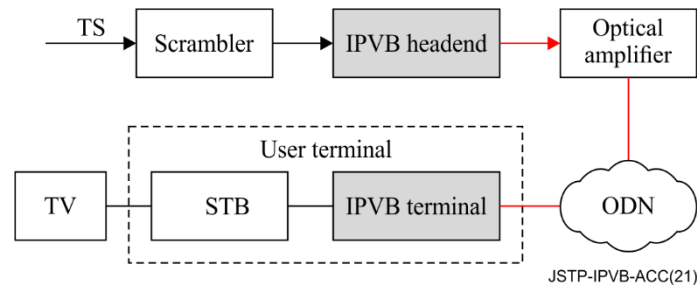 TS
Scrambler
IPVB headend
Optical
amplifier
User terminal
TV
STB
IPVB terminal
ODN
JSTP-IPVB-ACC(21)